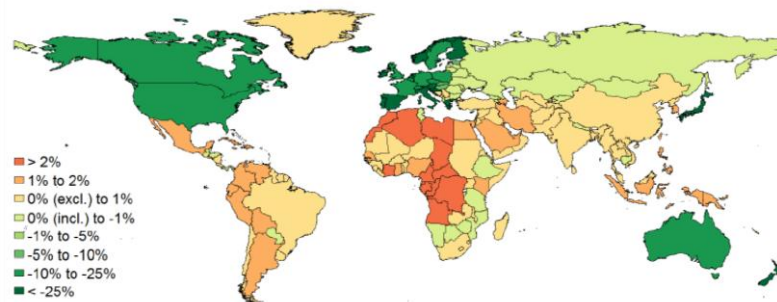 > 2%
1% to 2%
0% (excl.) to 1%
0% (incl.) to -1%
-1% to -5%
-5% to -10%
-10% to -25%
< -25%